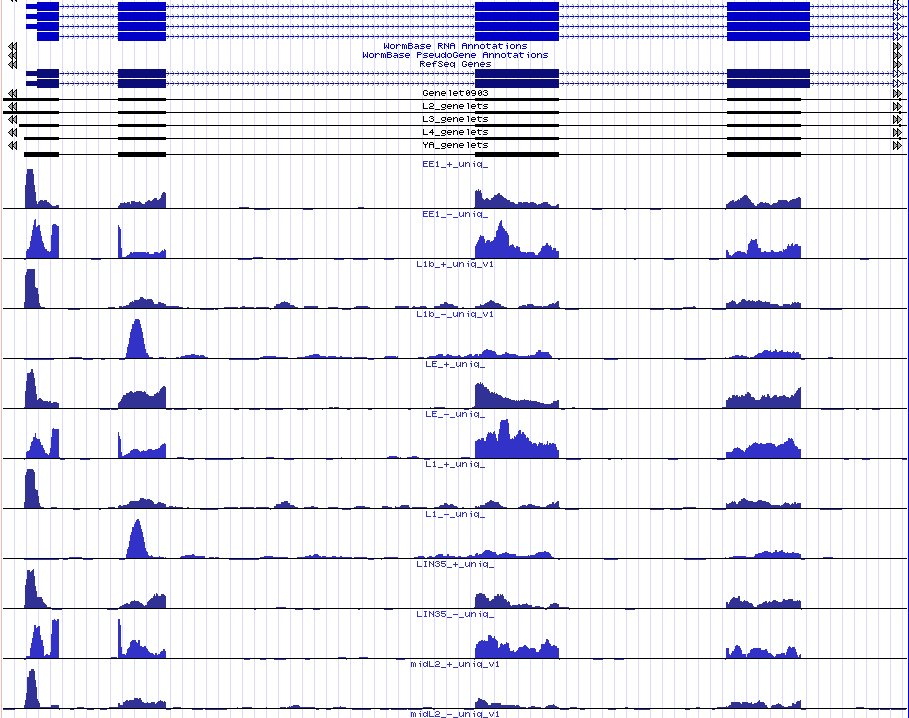 WormBase RNA Annotations
WormBase PseudoGene Annotations
RefSeq Genes
Genelet0903
L2_genelets
L3_genelets
L4_genelets
YA_genelets
EE1_+_uniq_
EE1_-_uniq_
L1b_+_uniq_v1
L1b_-_uniq_v1
LE_+_uniq_
LE_-_uniq_
L1_+_uniq_
L1_-_uniq_
LIN35_+_uniq_
LIN35_-_uniq_
midL2_+_uniq_v1
midL2_-_uniq_v1